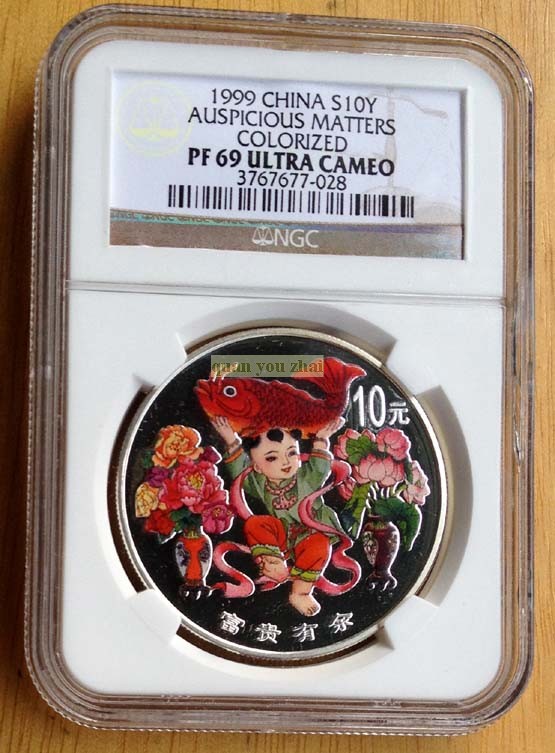 1999 CHINA S10Y
AUSPICIOUS MATTERS
COLORIZED
PF 69 ULTRA CAMEO
3767677-028
NGC
quan you zhai
10元
富贵有余